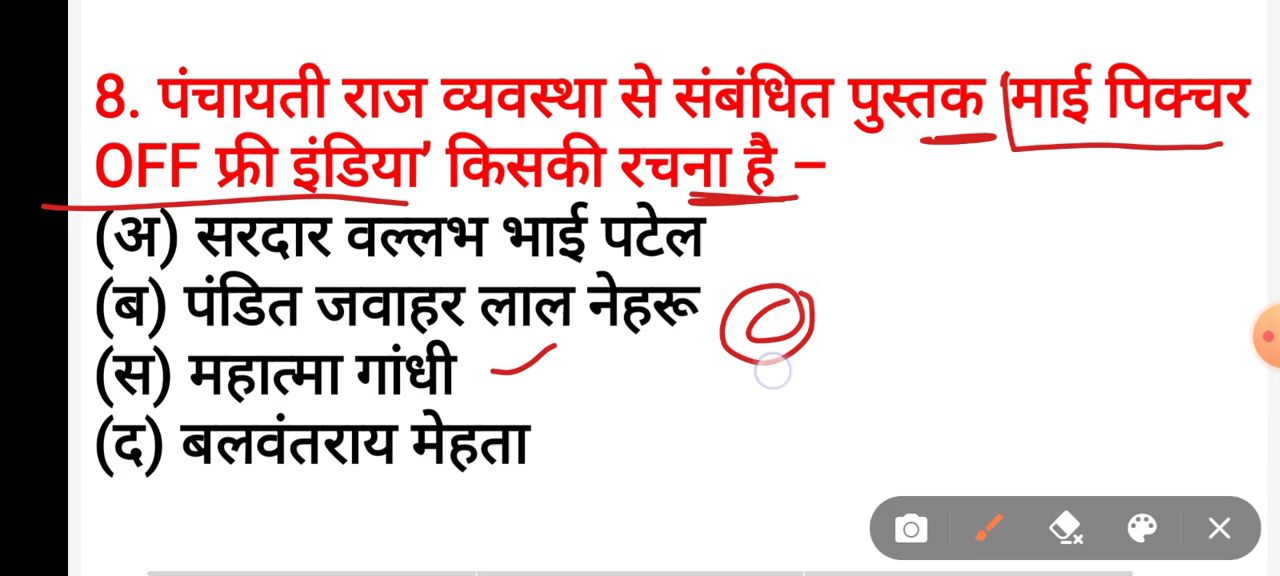 8. पंचायती राज व्यवस्था से संबंधित पुस्तक 'माई पिक्चर
OFF फ्री इंडिया' किसकी रचना है –
(अ) सरदार वल्लभ भाई पटेल
(ब) पंडित जवाहर लाल नेहरू
(स) महात्मा गांधी
(द) बलवंतराय मेहता